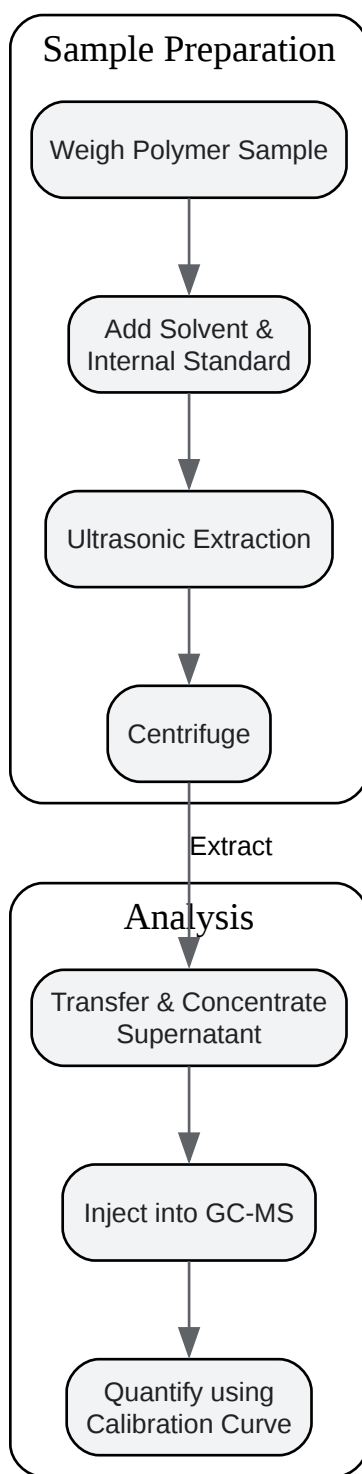 Sample Preparation
Weigh Polymer Sample
Add Solvent &
Internal Standard
Ultrasonic Extraction
Centrifuge
Extract
Analysis
Transfer & Concentrate
Supernatant
Inject into GC-MS
Quantify using
Calibration Curve